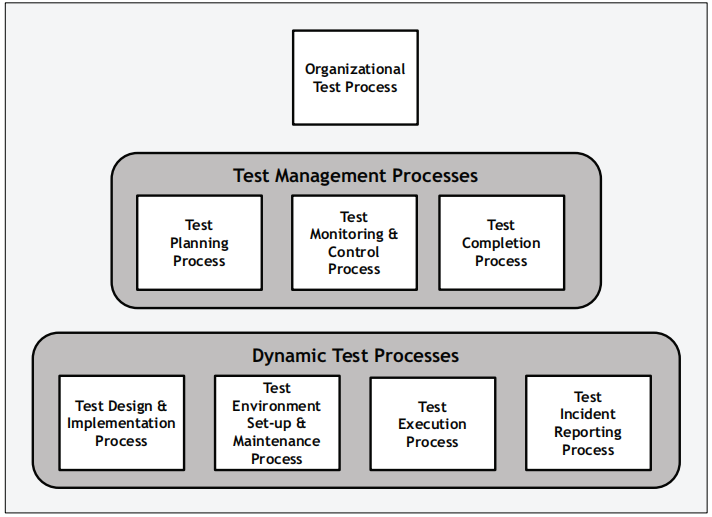 Organizational
Test Process
Test Management Processes
Test
Planning
Process
Test
Monitoring &
Control
Process
Test
Completion
Process
Dynamic Test Processes
Test Design &
Implementation
Process
Test
Environment
Set-up &
Maintenance
Process
Test
Execution
Process
Test
Incident
Reporting
Process